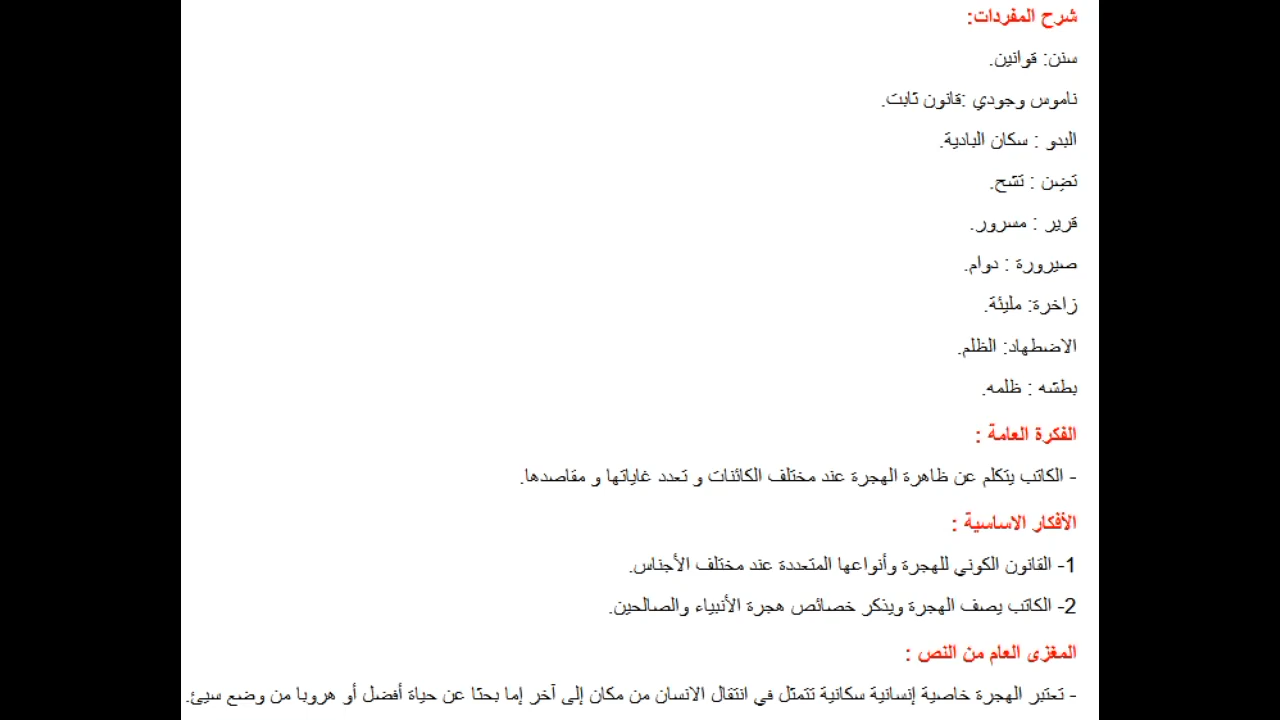 شرح المفردات:
سنن: قوانين.
ناموس وجودي :قانون ثابت.
البدو : سكان البادية.
تضِن : تشح.
قرير : مسرور.
صيرورة : دوام.
زاخرة: مليئة.
الاضطهاد: الظلم.
بطشه : ظلمه.
الفكرة العامة :
- الكاتب يتكلم عن ظاهرة الهجرة عند مختلف الكائنات و تعدد غاياتها و مقاصدها.
الأفكار الاساسية :
1- القانون الكوني للهجرة وأنواعها المتعددة عند مختلف الأجناس.
2- الكاتب يصف الهجرة ويذكر خصائص هجرة الأنبياء والصالحين.
المغزى العام من النص :
- تعتبر الهجرة خاصية إنسانية سكانية تتمثل في انتقال الانسان من مكان إلى آخر إما بحثا عن حياة أفضل أو هروبا من وضع سيئ.